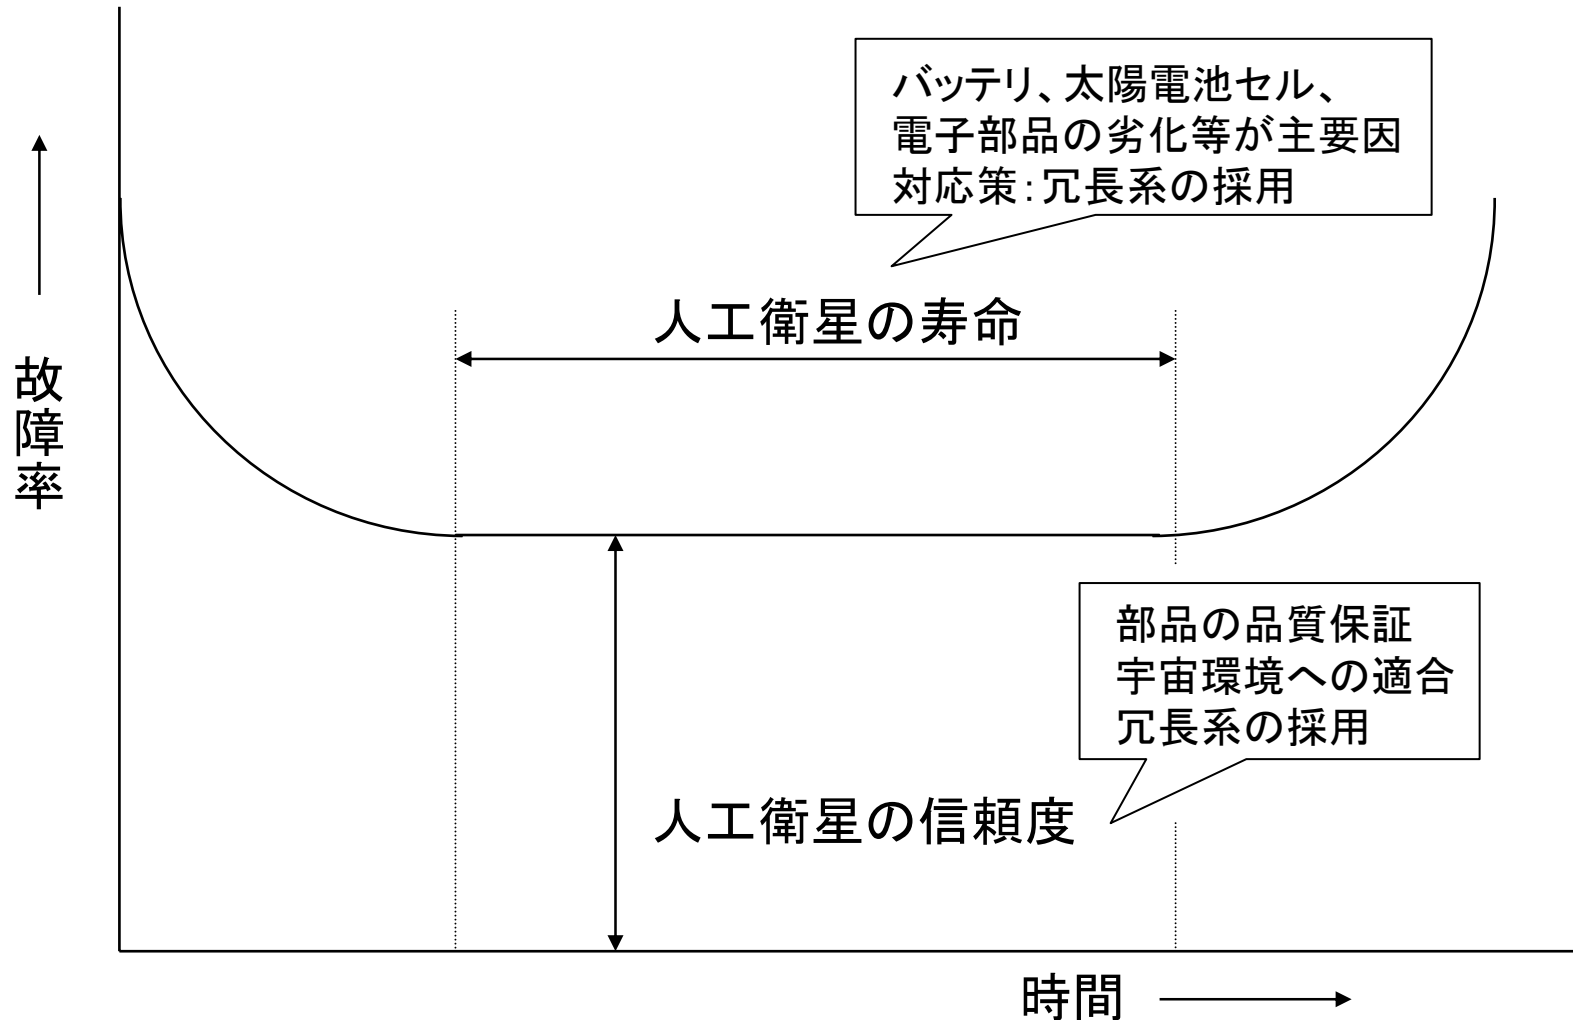 バッテリ、太陽電池セル、
電子部品の劣化等が主要因
対応策:冗長系の採用
人工衛星の寿命
故障率
部品の品質保証
宇宙環境への適合
冗長系の採用
人工衛星の信頼度
時間